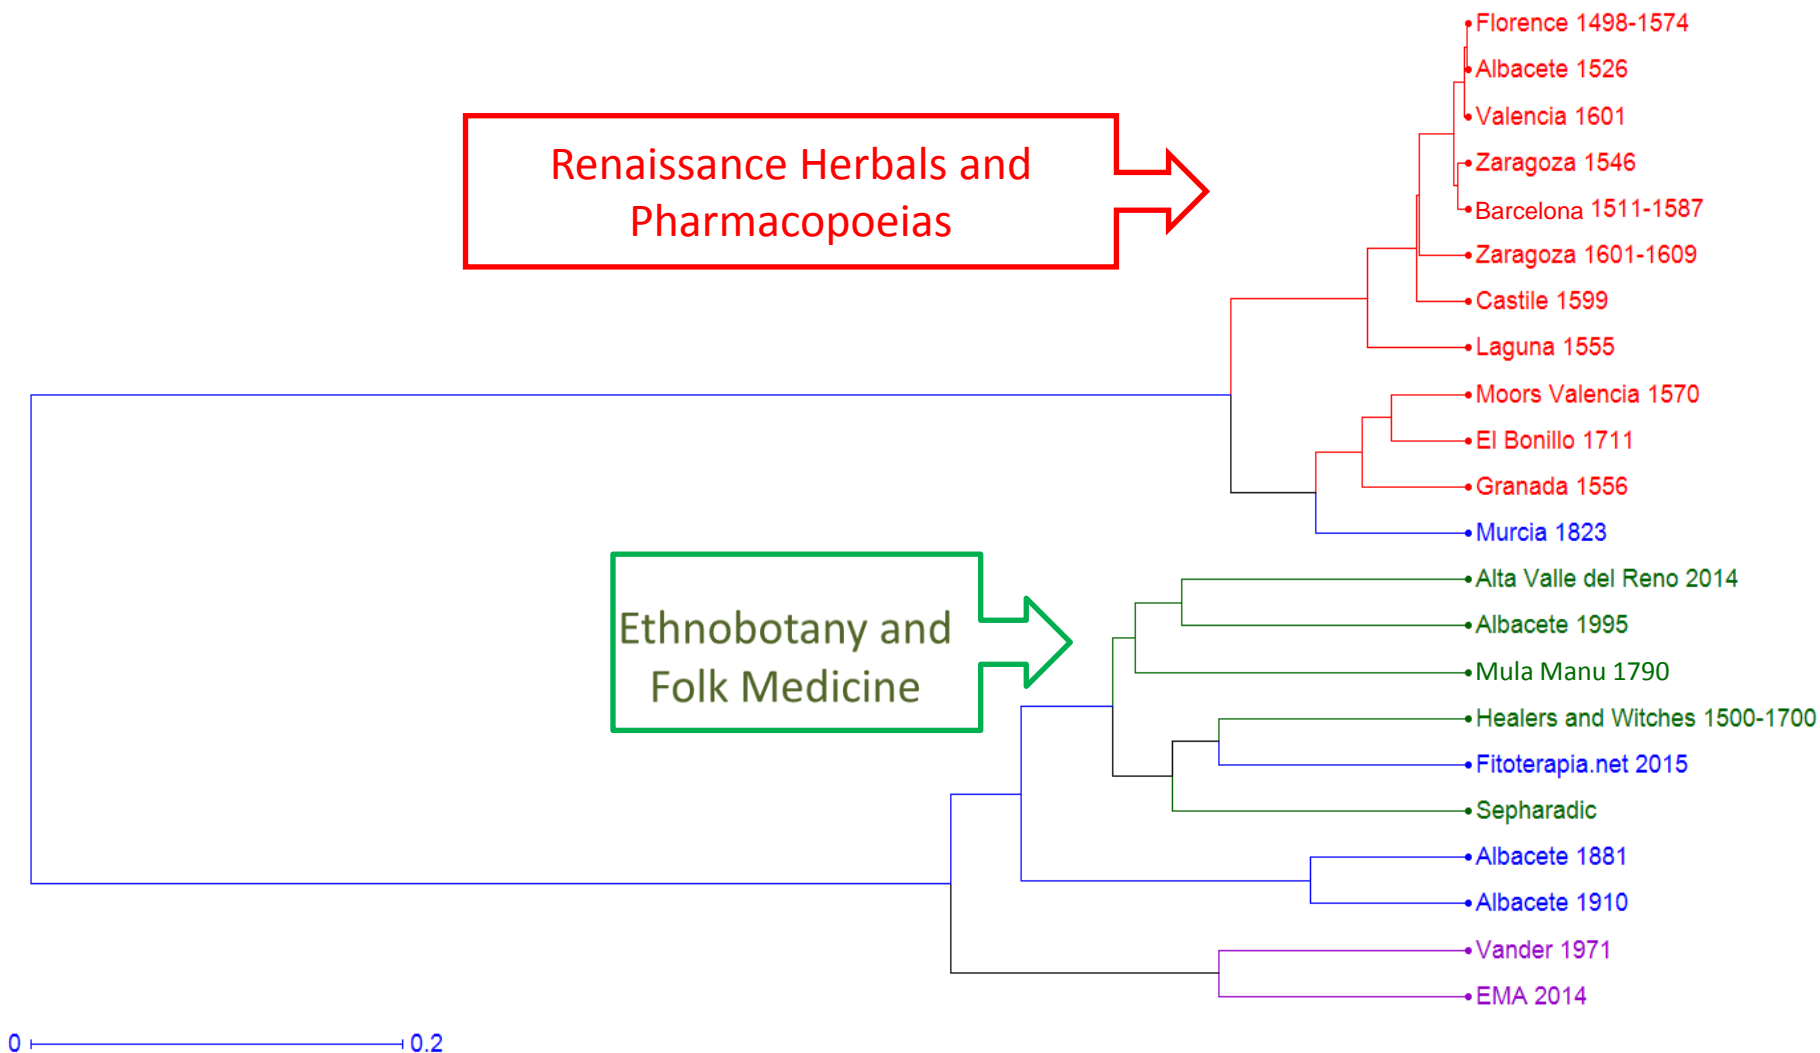 Florence 1498-1574
Albacete 1526
Valencia 1601
Renaissance Herbals and
Pharmacopoeias
Zaragoza 1546
Barcelona 1511-1587
Zaragoza 1601-1609
Castile 1599
Laguna 1555
Moors Valencia 1570
El Bonillo 1711
Granada 1556
Murcia 1823
Alta Valle del Reno 2014
Ethnobotany and
Folk Medicine
Albacete 1995
Mula Manu 1790
Healers and Witches 1500-1700
Fitoterapia.net 2015
Sepharadic
Albacete 1881
Albacete 1910
Vander 1971
EMA 2014
0 0.2